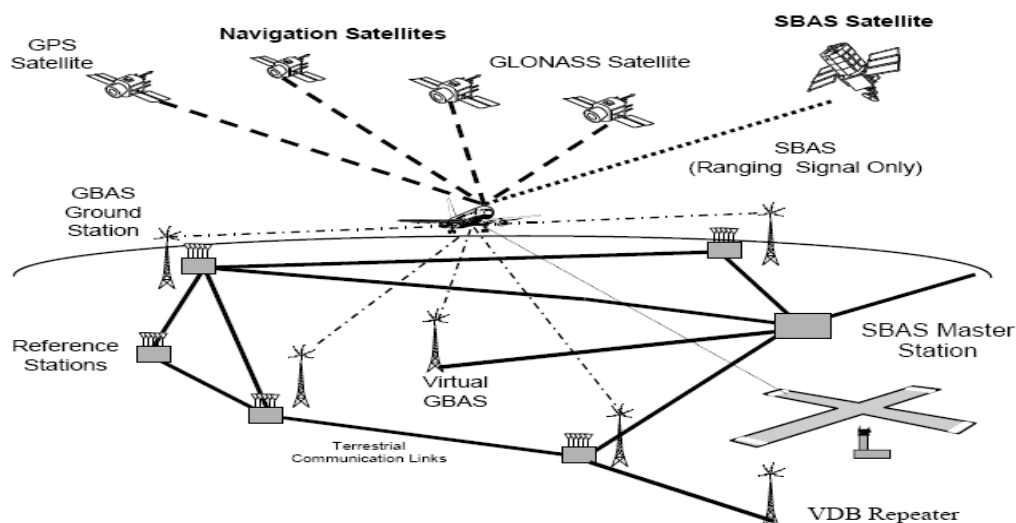 SBAS Satellite
Navigation Satellites
GPS
Satellite
GLONASS Satellite
SBAS
(Ranging Signal Only)
GBAS
Ground
Station
Reference
Stations
SBAS Master
Station
Virtual
GBAS
Terrestrial
Communication Links
VDB Repeater